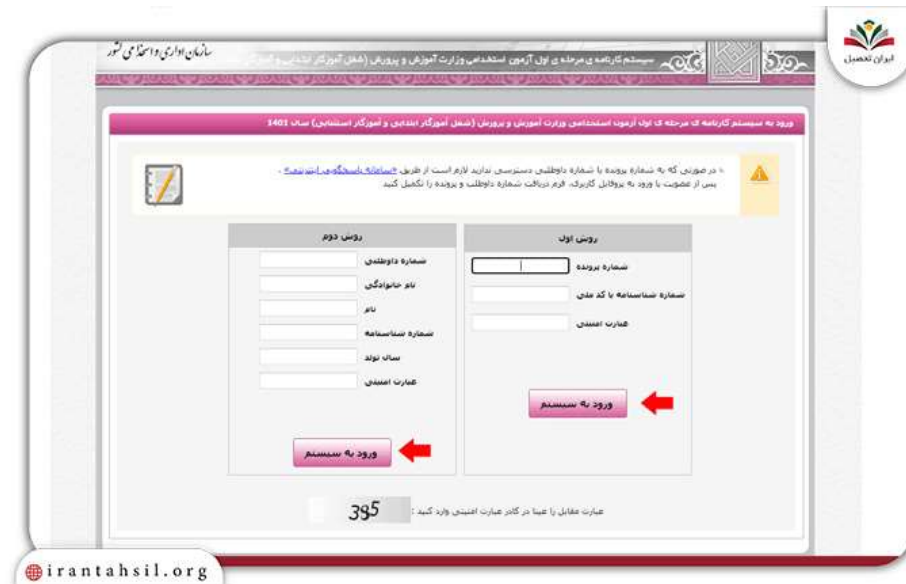 سازمان اداری و استخدامی کشور
ایران تحصیل
سیستم کارنامه ی مرحله ی اول آزمون استخدامی وزارت آموزش و پرورش (شغل آموزگار ابتدایی و آموزگار
ورود به سیستم کارنامه ی مرحله ی اول آزمون استخدامی وزارت آموزش و پرورش (شغل آموزگار ابتدایی و آموزگار استثنایی) سال 1401
در صورتی که به شماره پرونده یا شماره داوطلبی دسترسی ندارید لازم است از طریق «سامانه پاسخگویی اینترنتی» ،
پس از عضویت یا ورود به پروفایل کاربری، فرم دریافت شماره داوطلب و پرونده را تکمیل کنید
روش اول
شماره پرونده
شماره شناسنامه یا کد ملی
عبارت امنیتی
ورود به سیستم
روش دوم
شماره داوطلبی
نام خانوادگی
نام
شماره شناسنامه
سال تولد
عبارت امنیتی
ورود به سیستم
عبارت مقابل را عینا در کادر عبارت امنیتی وارد کنید :
395
irantahsil.org